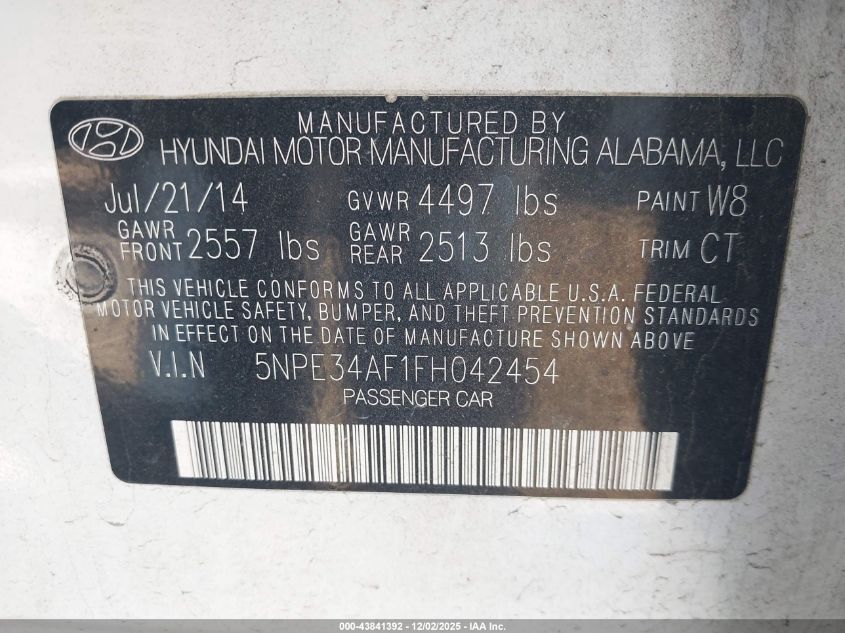 MANUFACTURED BY
HYUNDAI MOTOR MANUFACTURING ALABAMA, LLC
Jul/21/14 GVWR 4497 lbs PAINT W8
GAWR FRONT 2557 lbs GAWR REAR 2513 lbs TRIM CT
THIS VEHICLE CONFORMS TO ALL APPLICABLE U.S.A. FEDERAL
MOTOR VEHICLE SAFETY, BUMPER, AND THEFT PREVENTION STANDARDS
IN EFFECT ON THE DATE OF MANUFACTURE SHOWN ABOVE
V.I.N 5NPE34AF1FH042454
PASSENGER CAR
000-43841392 - 12/02/2025 - IAA Inc.